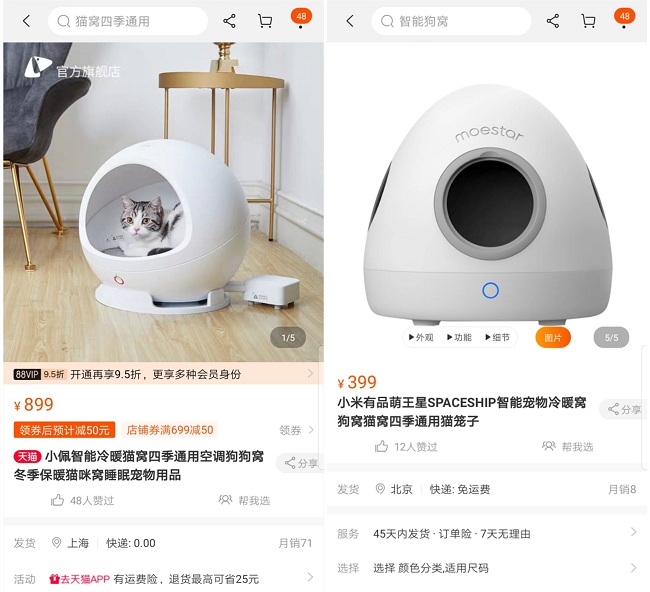 猫窝四季通用
48
官方旗舰店
1/5
88VIP 9.5折 开通再享9.5折，更享多种会员身份
¥899
领券后预计减50元 店铺券满699减50 领券
天猫 小佩智能冷暖猫窝四季通用空调狗狗窝
冬季保暖猫咪窝睡眠宠物用品
分享
48人赞过 帮我选
发货 上海 快递: 0.00 月销71
活动 去天猫APP 有运费险，退货最高可省25元
智能狗窝
48
moestar
外观 功能 细节 图片 5/5
¥399
小米有品萌王星SPACESHIP智能宠物冷暖窝
狗窝猫窝四季通用猫笼子
分享
12人赞过 帮我选
发货 北京 快递: 免运费 月销8
服务 45天内发货 · 订单险 · 7天无理由
选择 选择 颜色分类,适用尺码